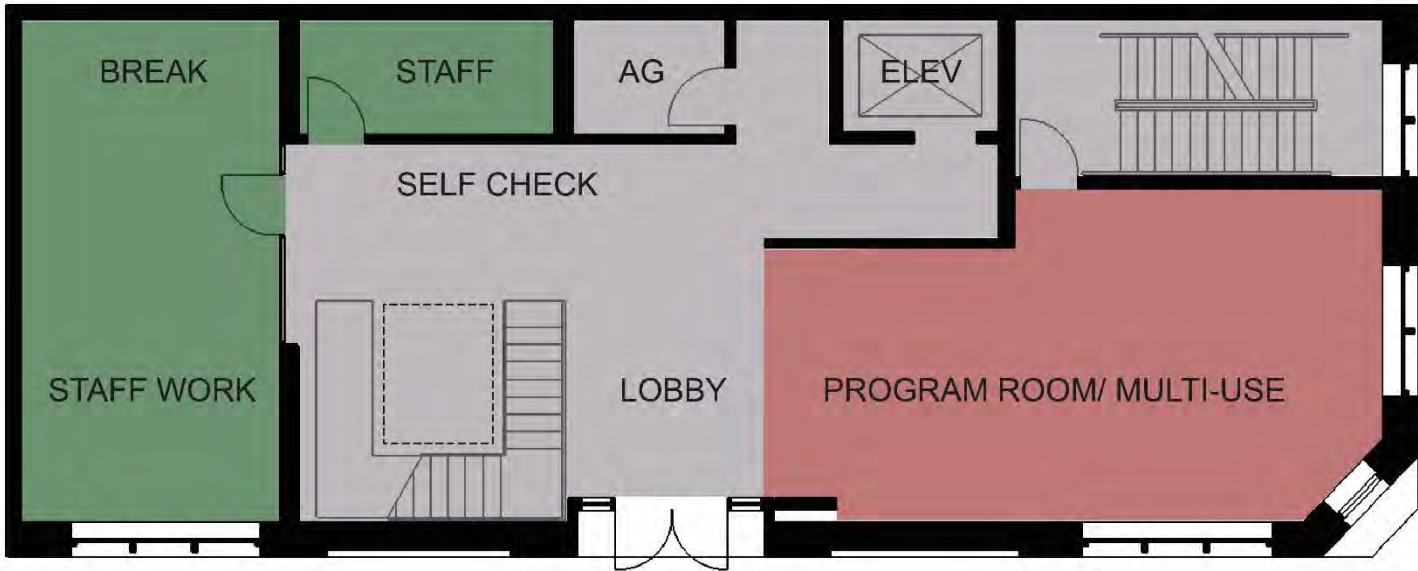 BREAK
STAFF
AG
ELEV
SELF CHECK
STAFF WORK
LOBBY
PROGRAM ROOM/ MULTI-USE